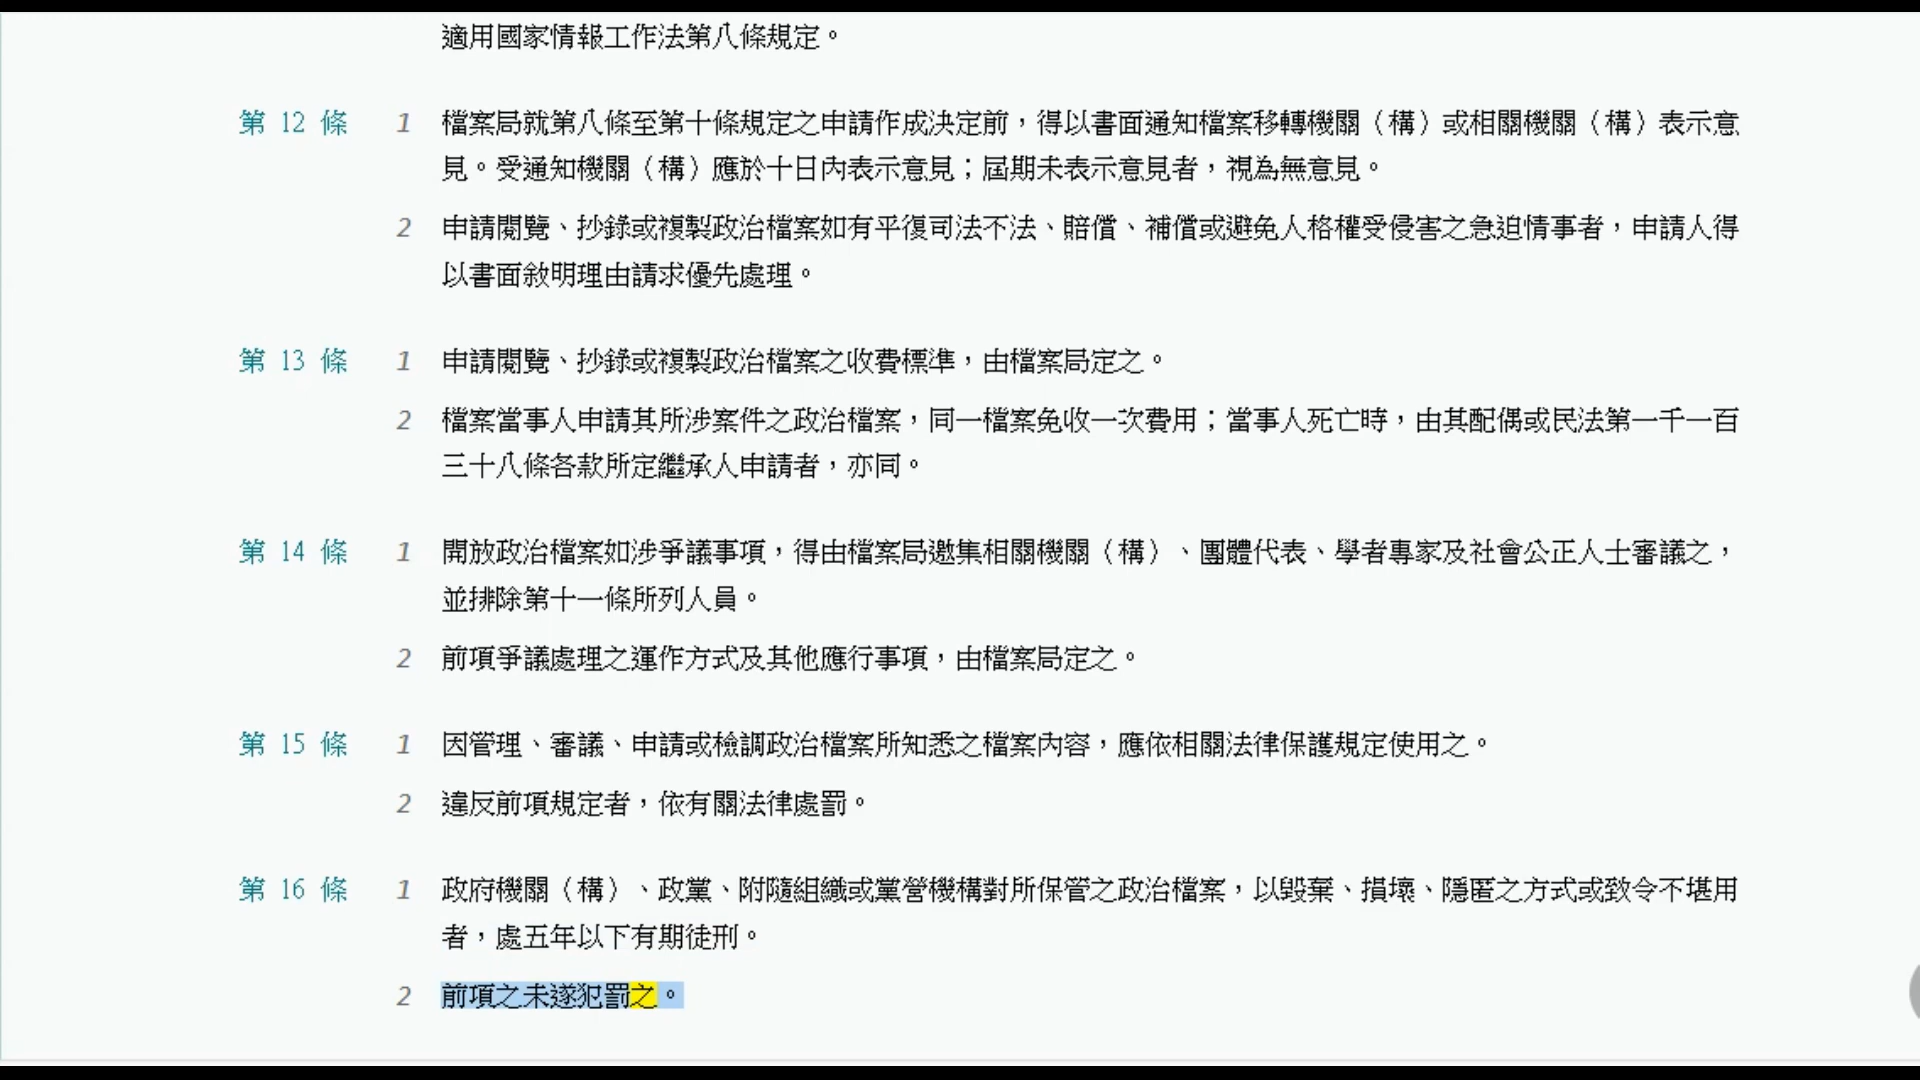 適用國家情報工作法第八條規定。
第 12 條 1 檔案局就第八條至第十條規定之申請作成決定前，得以書面通知檔案移轉機關（構）或相關機關（構）表示意
見。受通知機關（構）應於十日內表示意見；屆期未表示意見者，視為無意見。
2 申請閱覽、抄錄或複製政治檔案如有平復司法不法、賠償、補償或避免人格權受侵害之急迫情事者，申請人得
以書面敘明理由請求優先處理。
第 13 條 1 申請閱覽、抄錄或複製政治檔案之收費標準，由檔案局定之。
2 檔案當事人申請其所涉案件之政治檔案，同一檔案免收一次費用；當事人死亡時，由其配偶或民法第一千一百
三十八條各款所定繼承人申請者，亦同。
第 14 條 1 開放政治檔案如涉爭議事項，得由檔案局邀集相關機關（構）、團體代表、學者專家及社會公正人士審議之，
並排除第十一條所列人員。
2 前項爭議處理之運作方式及其他應行事項，由檔案局定之。
第 15 條 1 因管理、審議、申請或檢調政治檔案所知悉之檔案內容，應依相關法律保護規定使用之。
2 違反前項規定者，依有關法律處罰。
第 16 條 1 政府機關（構）、政黨、附隨組織或黨營機構對所保管之政治檔案，以毀棄、損壞、隱匿之方式或致令不堪用
者，處五年以下有期徒刑。
2 前項之未遂犯罰之。